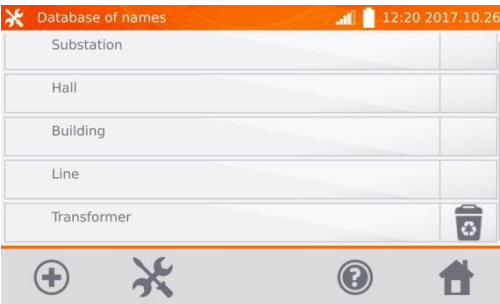 Database of names 12:20 2017.10.26
Substation
Hall
Building
Line
Transformer
?